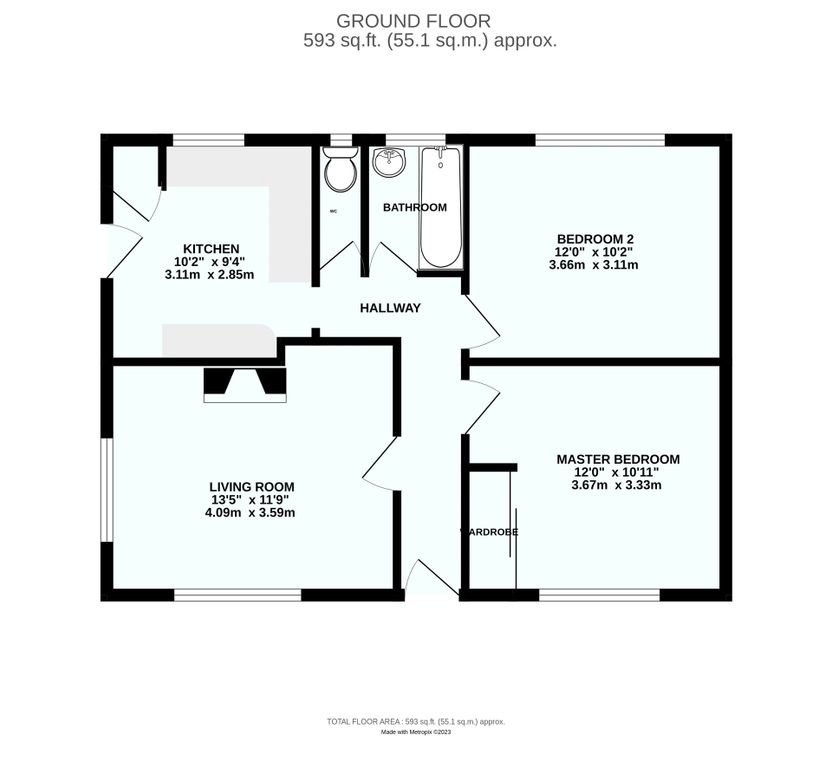 GROUND FLOOR
593 sq.ft. (55.1 sq.m.) approx.
KITCHEN
10'2" x 9'4"
3.11m x 2.85m
WC
BATHROOM
BEDROOM 2
12'0" x 10'2"
3.66m x 3.11m
HALLWAY
LIVING ROOM
13'5" x 11'9"
4.09m x 3.59m
MASTER BEDROOM
12'0" x 10'11"
3.67m x 3.33m
WARDROBE
TOTAL FLOOR AREA : 593 sq.ft. (55.1 sq.m.) approx.
Made with Metropix ©2023